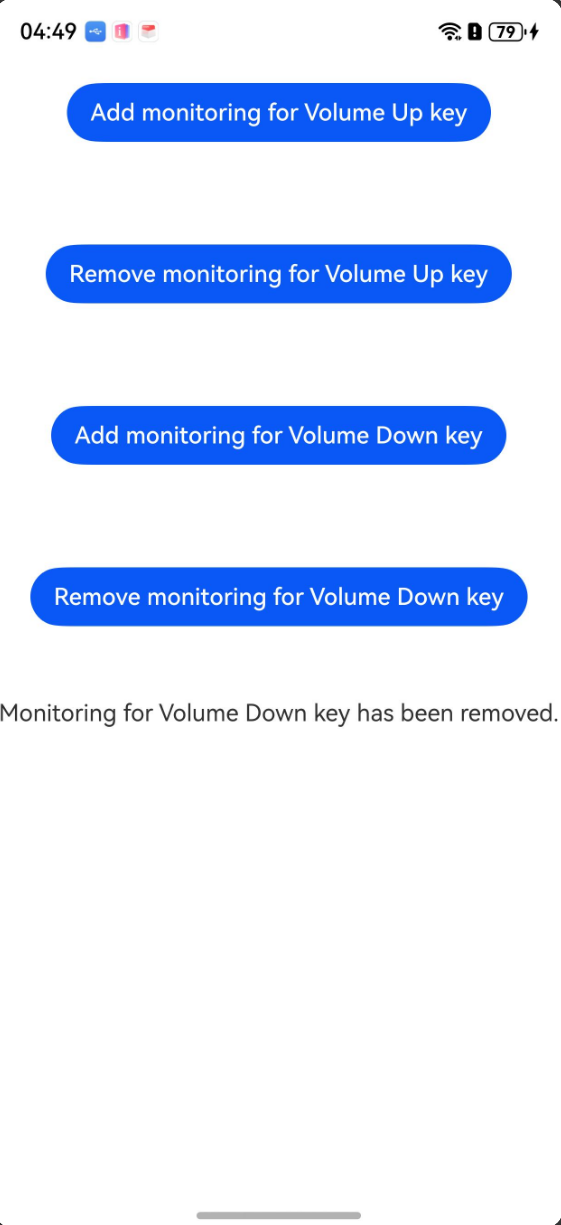 04:49
79
Add monitoring for Volume Up key
Remove monitoring for Volume Up key
Add monitoring for Volume Down key
Remove monitoring for Volume Down key
Monitoring for Volume Down key has been removed.